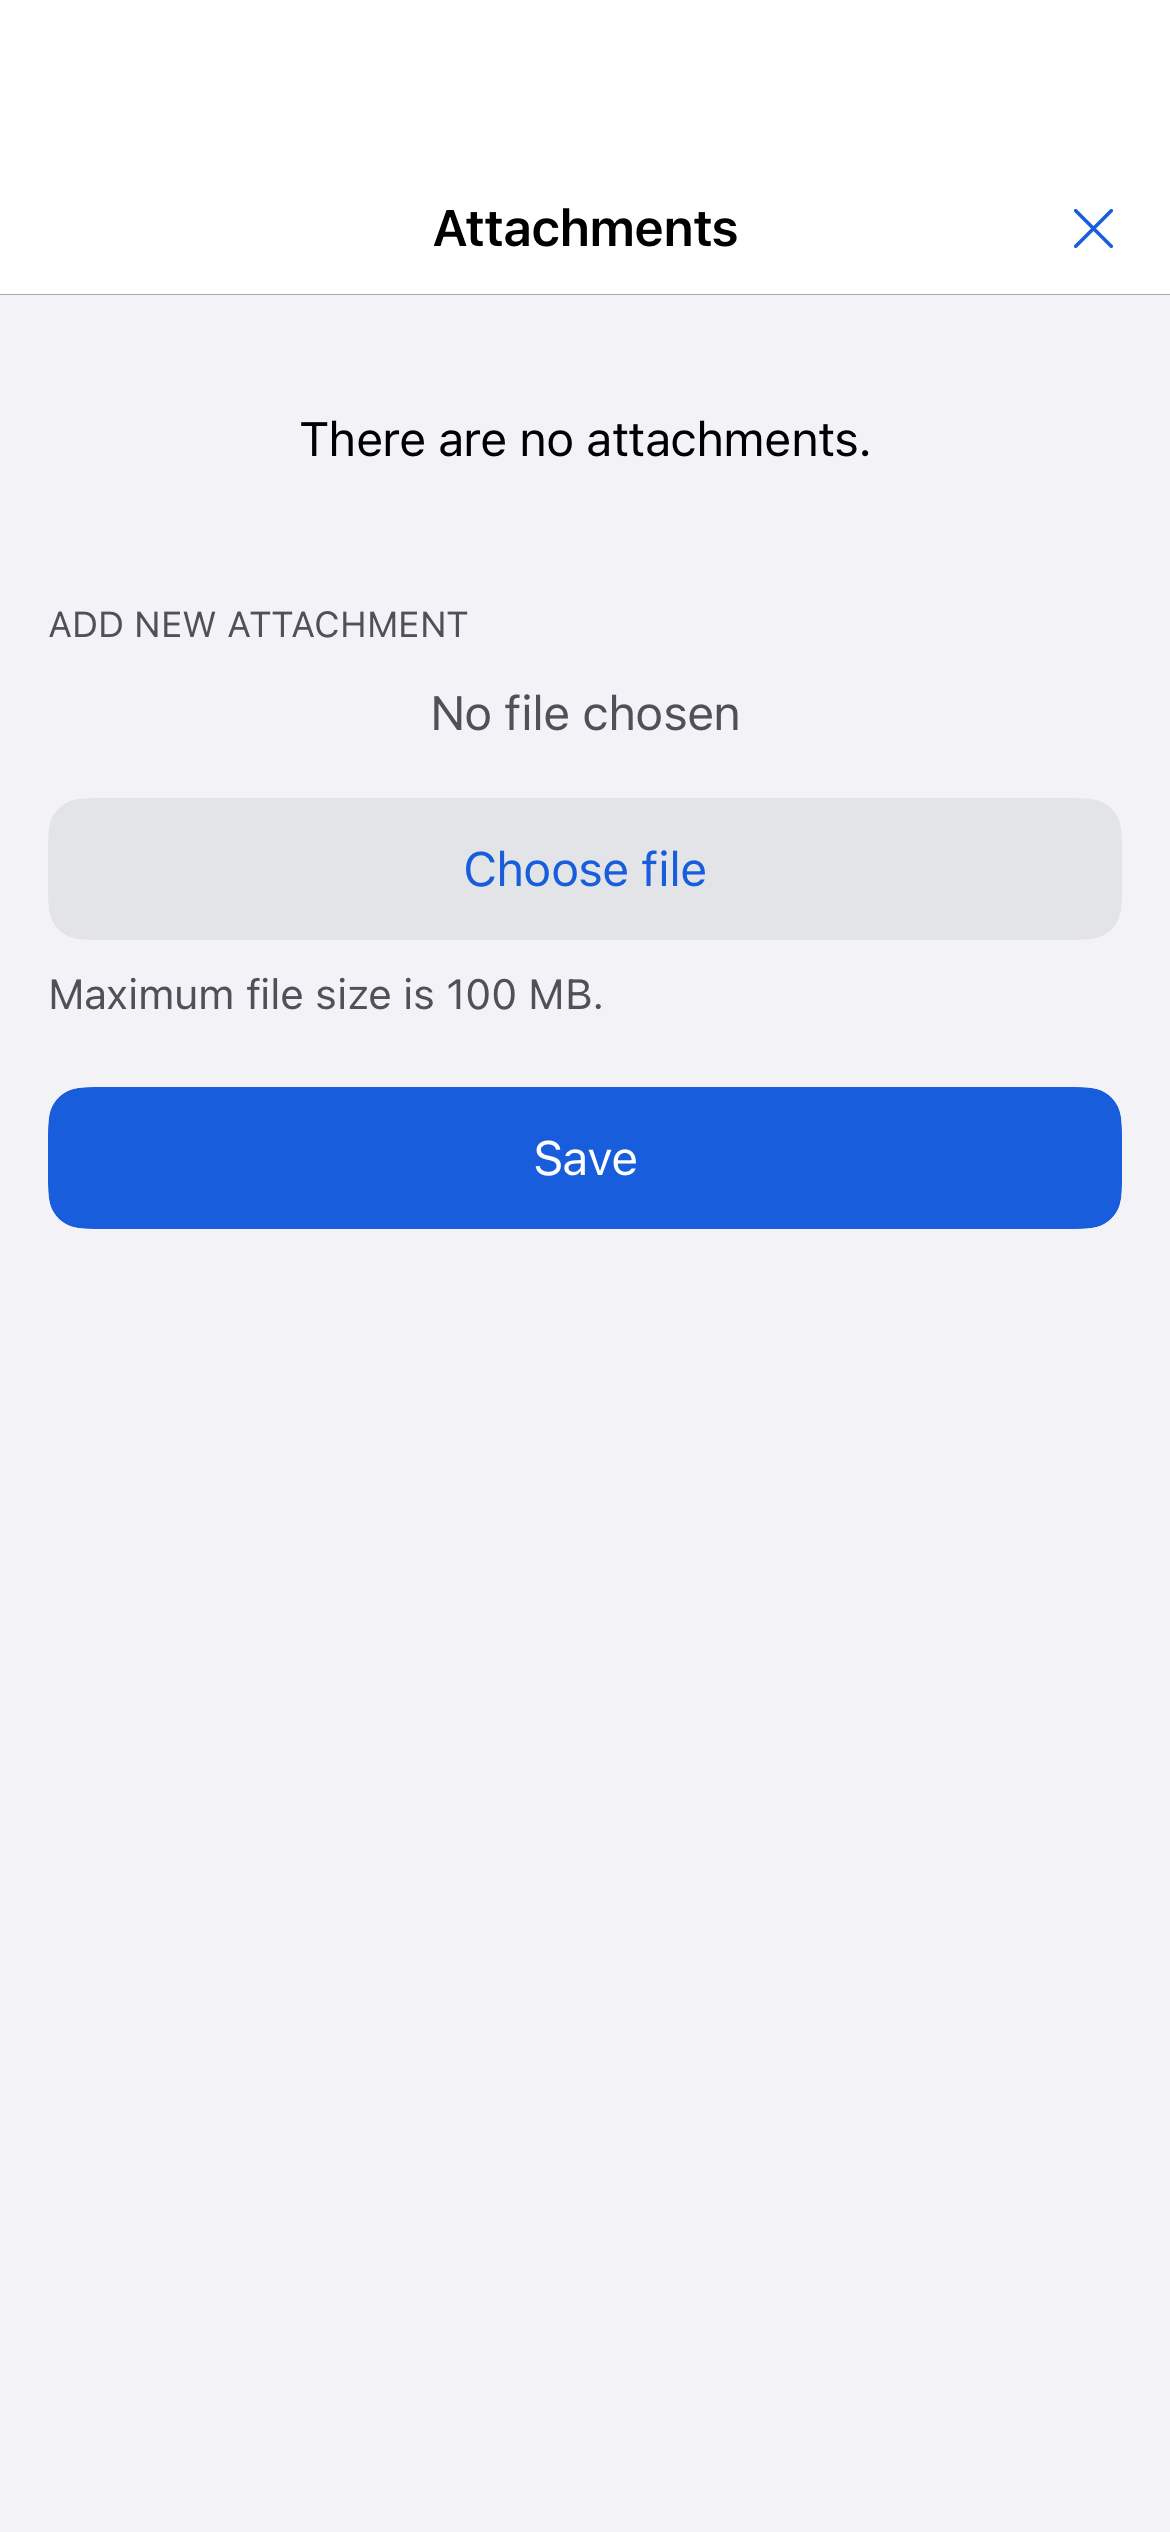 Attachments
There are no attachments.
ADD NEW ATTACHMENT
No file chosen
Choose file
Maximum file size is 100 MB.
Save